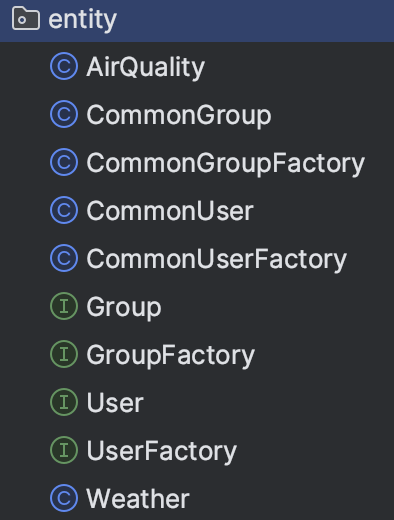 entity
C AirQuality
C CommonGroup
C CommonGroupFactory
C CommonUser
C CommonUserFactory
I Group
I GroupFactory
I User
I UserFactory
C Weather